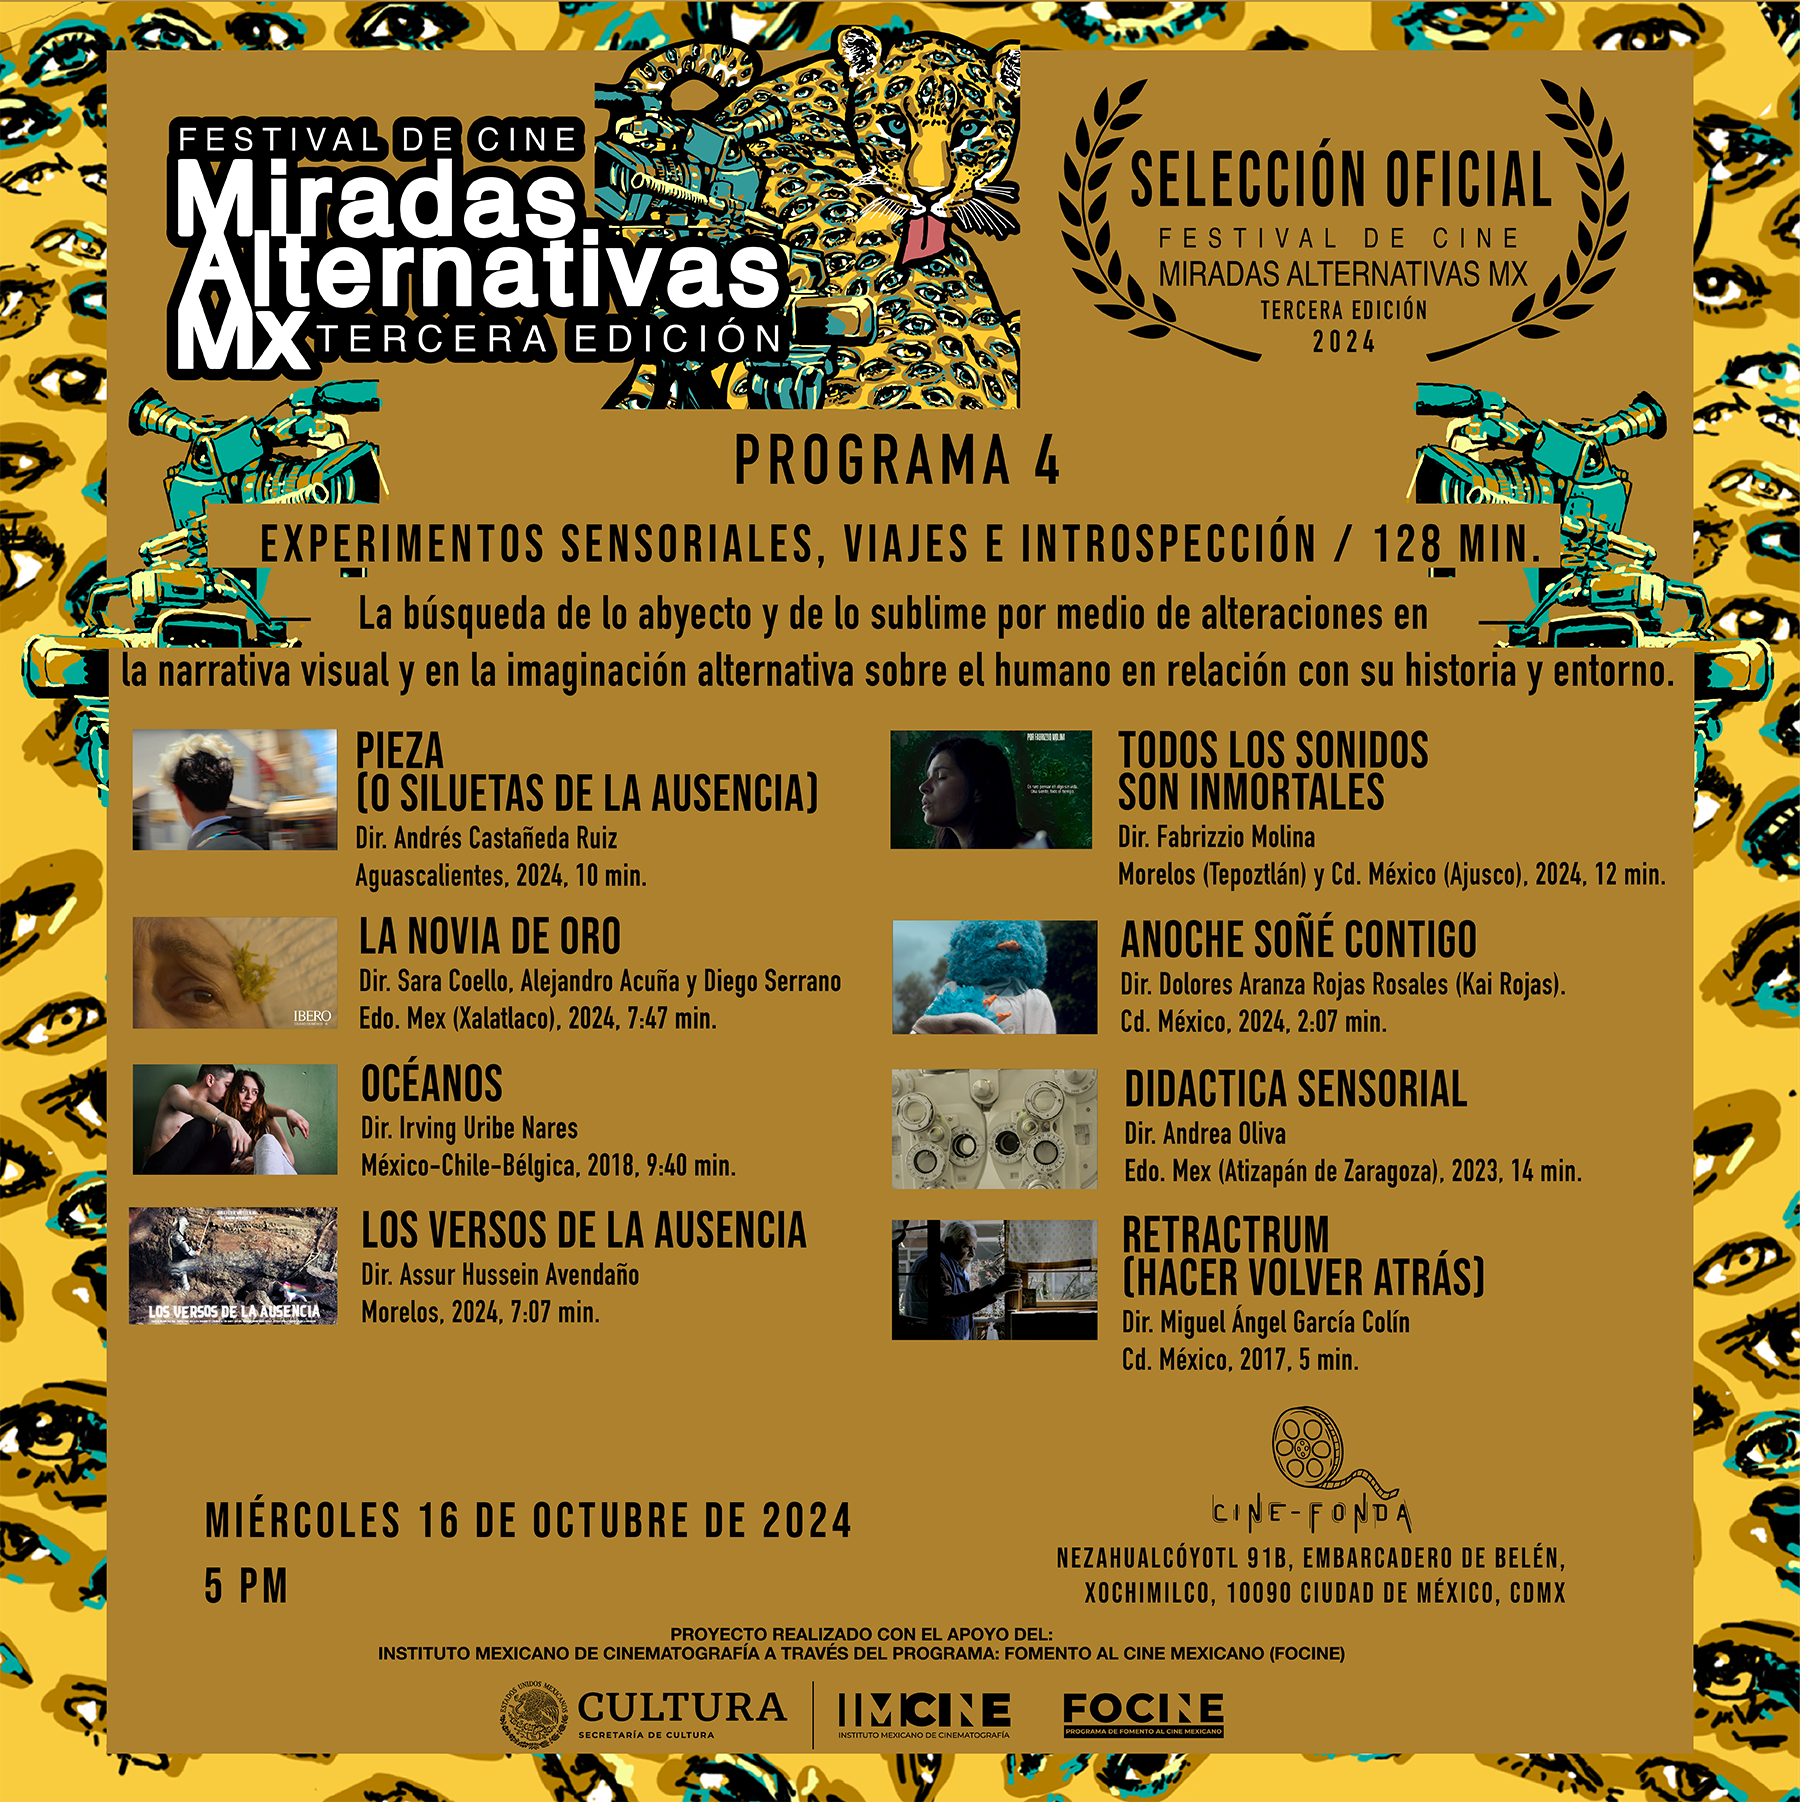 FESTIVAL DE CINE
Miradas
Alternativas
Mx TERCERA EDICIÓN
SELECCIÓN OFICIAL
FESTIVAL DE CINE
MIRADAS ALTERNATIVAS MX
TERCERA EDICIÓN
2024
PROGRAMA 4
EXPERIMENTOS SENSORIALES, VIAJES E INTROSPECCIÓN / 128 MIN.
La búsqueda de lo abyecto y de lo sublime por medio de alteraciones en
la narrativa visual y en la imaginación alternativa sobre el humano en relación con su historia y entorno.
PIEZA
(O SILUETAS DE LA AUSENCIA)
Dir. Andrés Castañeda Ruiz
Aguascalientes, 2024, 10 min.
IBERO
LA NOVIA DE ORO
Dir. Sara Coello, Alejandro Acuña y Diego Serrano
Edo. Mex (Xalatlaco), 2024, 7:47 min.
OCÉANOS
Dir. Irving Uribe Nares
México-Chile-Bélgica, 2018, 9:40 min.
LOS VERSOS DE LA AUSENCIA
LOS VERSOS DE LA AUSENCIA
Dir. Assur Hussein Avendaño
Morelos, 2024, 7:07 min.
POR FABRIZZIO MOLINA
TODOS LOS SONIDOS
SON INMORTALES
Dir. Fabrizzio Molina
Morelos (Tepoztlán) y Cd. México (Ajusco), 2024, 12 min.
ANOCHE SOÑÉ CONTIGO
Dir. Dolores Aranza Rojas Rosales (Kai Rojas).
Cd. México, 2024, 2:07 min.
DIDACTICA SENSORIAL
Dir. Andrea Oliva
Edo. Mex (Atizapán de Zaragoza), 2023, 14 min.
RETRACTRUM
(HACER VOLVER ATRÁS)
Dir. Miguel Ángel García Colín
Cd. México, 2017, 5 min.
MIÉRCOLES 16 DE OCTUBRE DE 2024
5 PM
CINE-FONDA
NEZAHUALCÓYOTL 91B, EMBARCADERO DE BELÉN,
XOCHIMILCO, 10090 CIUDAD DE MÉXICO, CDMX
PROYECTO REALIZADO CON EL APOYO DEL:
INSTITUTO MEXICANO DE CINEMATOGRAFÍA A TRAVÉS DEL PROGRAMA: FOMENTO AL CINE MEXICANO (FOCINE)
ESTADOS UNIDOS MEXICANOS
CULTURA
SECRETARÍA DE CULTURA
IMCINE
INSTITUTO MEXICANO DE CINEMATOGRAFÍA
FOCINE
PROGRAMA DE FOMENTO AL CINE MEXICANO